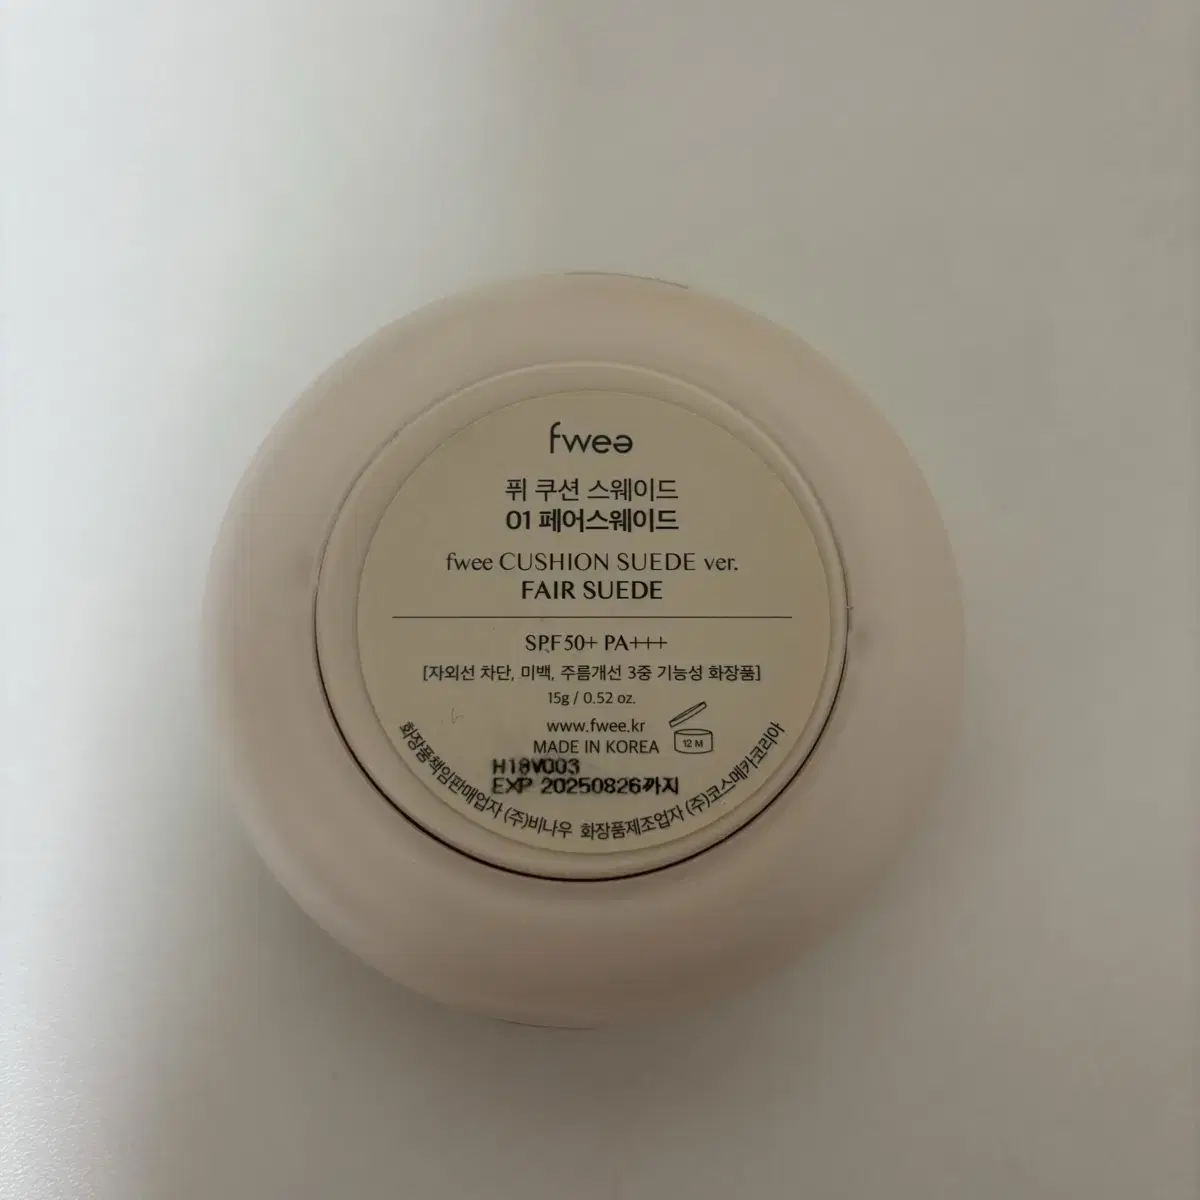 fwee
퓌 쿠션 스웨이드
01 페어스웨이드
fwee CUSHION SUEDE ver.
FAIR SUEDE
SPF50+ PA+++
[자외선 차단, 미백, 주름개선 3중 기능성 화장품]
15g / 0.52 oz.
www.fwee.kr
MADE IN KOREA
12 M
H18V003
EXP 20250826까지
화장품책임판매업자 (주)비나우 화장품제조업자 (주)코스메카코리아